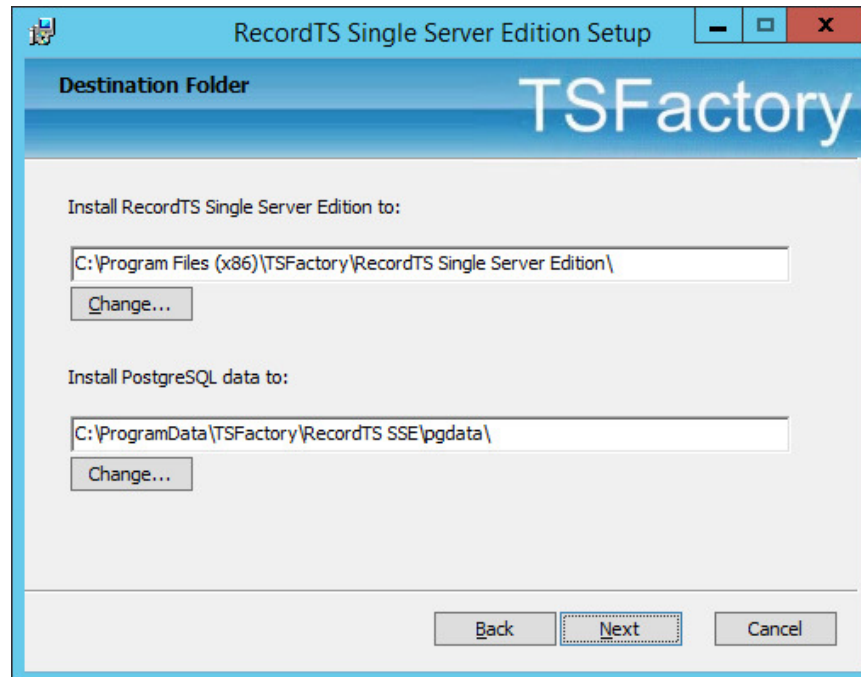 RecordTS Single Server Edition Setup
Destination Folder
TSFactory
Install RecordTS Single Server Edition to:
C:\Program Files (x86)\TSFactory\RecordTS Single Server Edition\
Change...
Install PostgreSQL data to:
C:\ProgramData\TSFactory\RecordTS SSE\pgdata\
Change...
Back Next Cancel